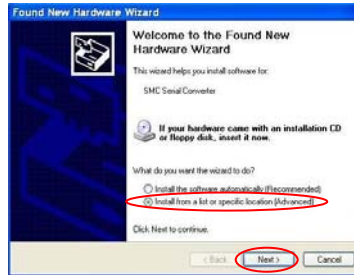 Found New Hardware Wizard
Welcome to the Found New
Hardware Wizard
This wizard helps you install software for:
SMC Serial Converter
If your hardware came with an installation CD
or floppy disk, insert it now.
What do you want the wizard to do?
Install the software automatically (Recommended)
Install from a list or specific location (Advanced)
Click Next to continue.
< Back Next > Cancel